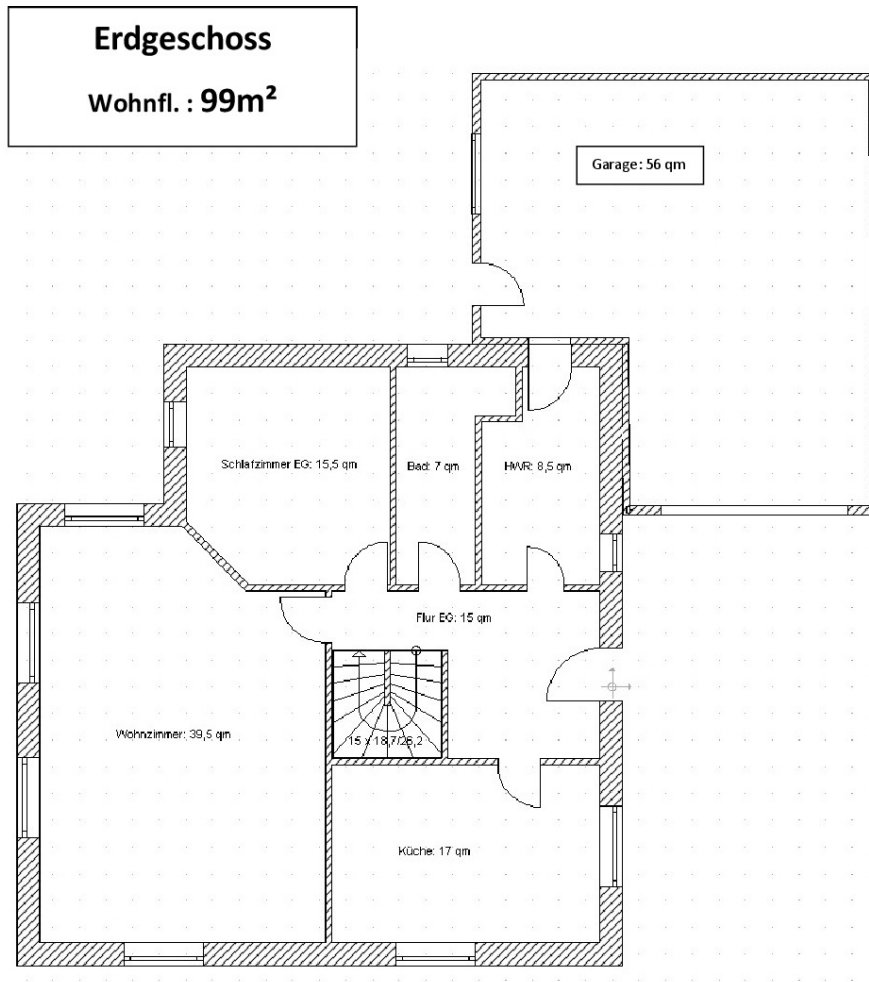 Erdgeschoss
Wohnfl. : 99m²
Garage: 56 qm
Schlafzimmer EG: 15,5 qm
Bad: 7 qm
HWR: 8,5 qm
Flur EG: 15 qm
Wohnzimmer: 39,5 qm
15 x 18,7/25,2
Küche: 17 qm